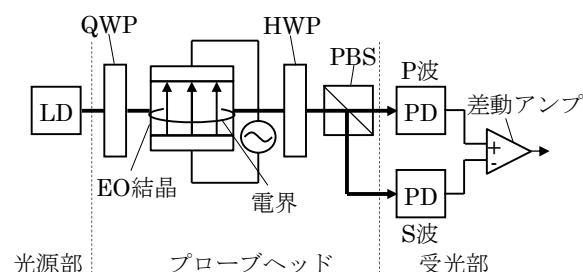 QWP
HWP
PBS
P波
差動アンプ
LD
PD
+
-
EO結晶
電界
PD
S波
光源部
プローブヘッド
受光部